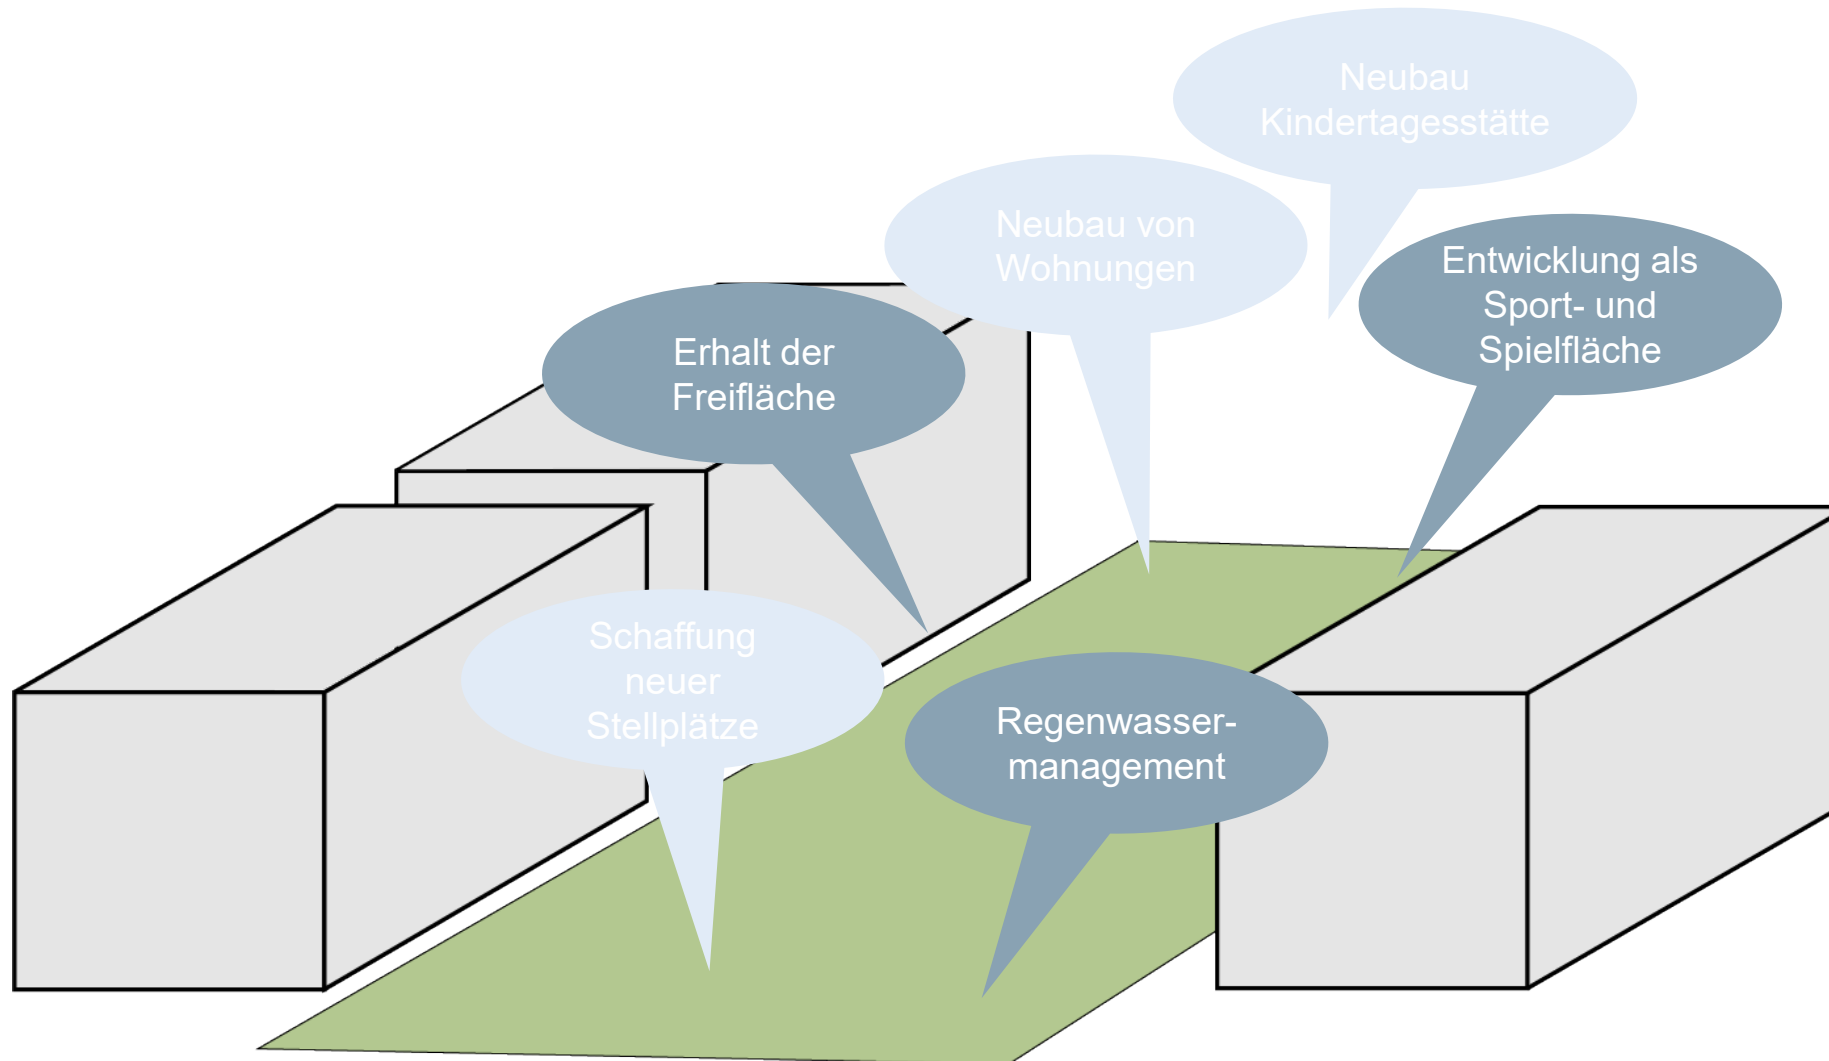 Neubau
Kindertagesstätte
Neubau von
Wohnungen
Entwicklung als
Sport- und
Spielfläche
Erhalt der
Freifläche
Schaffung
neuer
Stellplätze
Regenwasser-
management